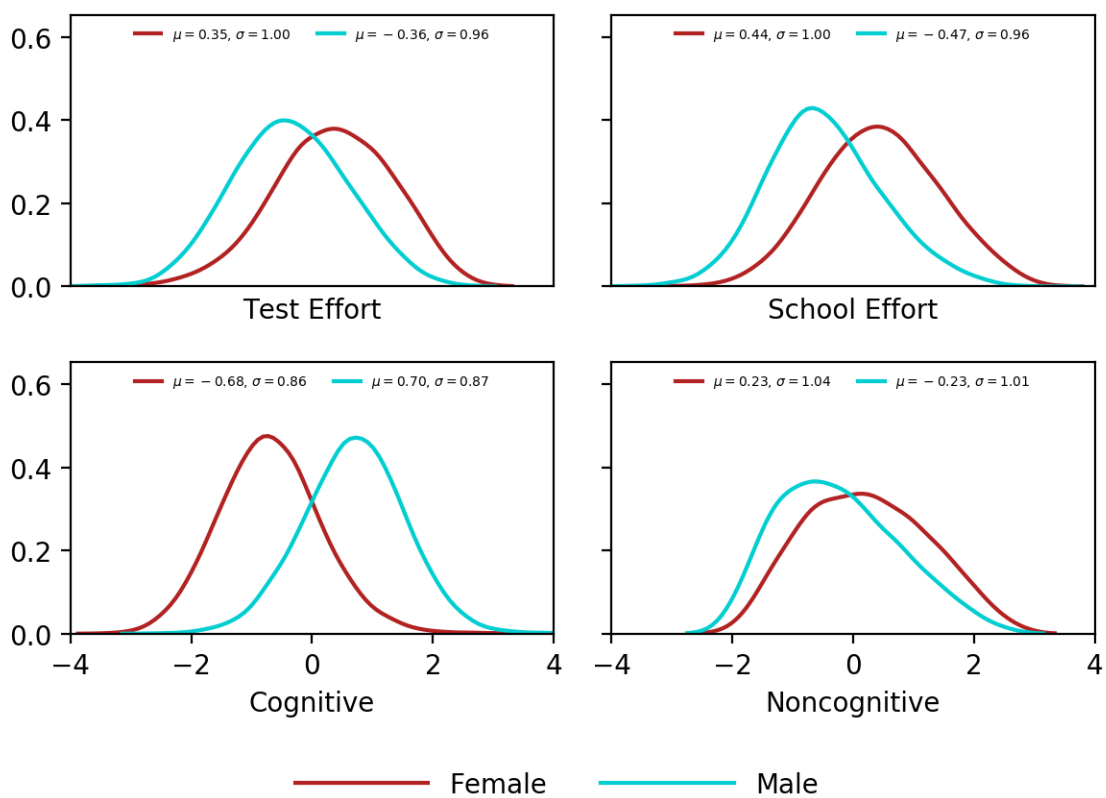 0.6
0.4
0.2
0.0
μ = 0.35, σ = 1.00
μ = −0.36, σ = 0.96
Test Effort
μ = 0.44, σ = 1.00
μ = −0.47, σ = 0.96
School Effort
0.6
0.4
0.2
0.0
μ = −0.68, σ = 0.86
μ = 0.70, σ = 0.87
−4 −2 0 2 4
Cognitive
μ = 0.23, σ = 1.04
μ = −0.23, σ = 1.01
−4 −2 0 2 4
Noncognitive
Female
Male